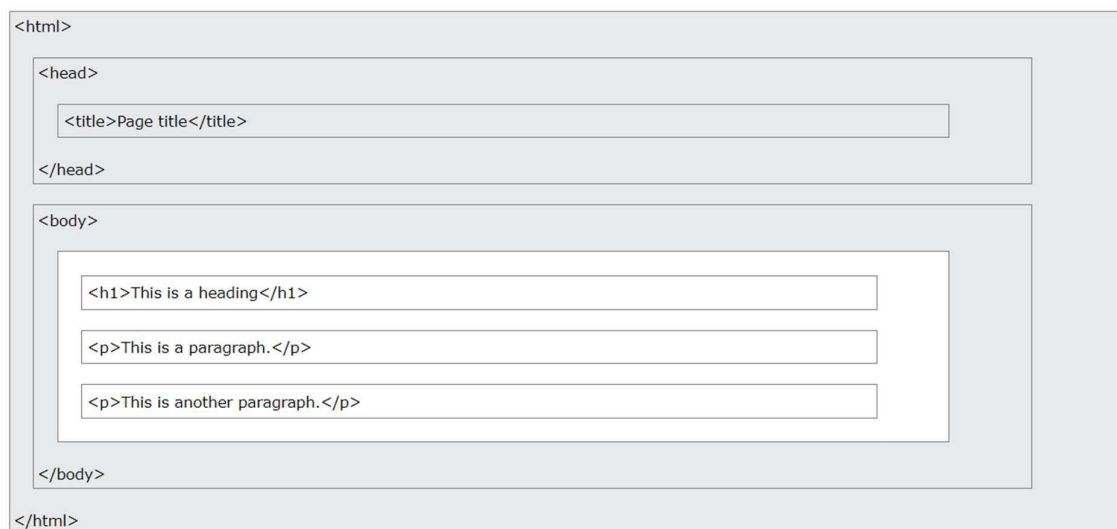 <html>
<head>
<title>Page title</title>
</head>
<body>
<h1>This is a heading</h1>
<p>This is a paragraph.</p>
<p>This is another paragraph.</p>
</body>
</html>